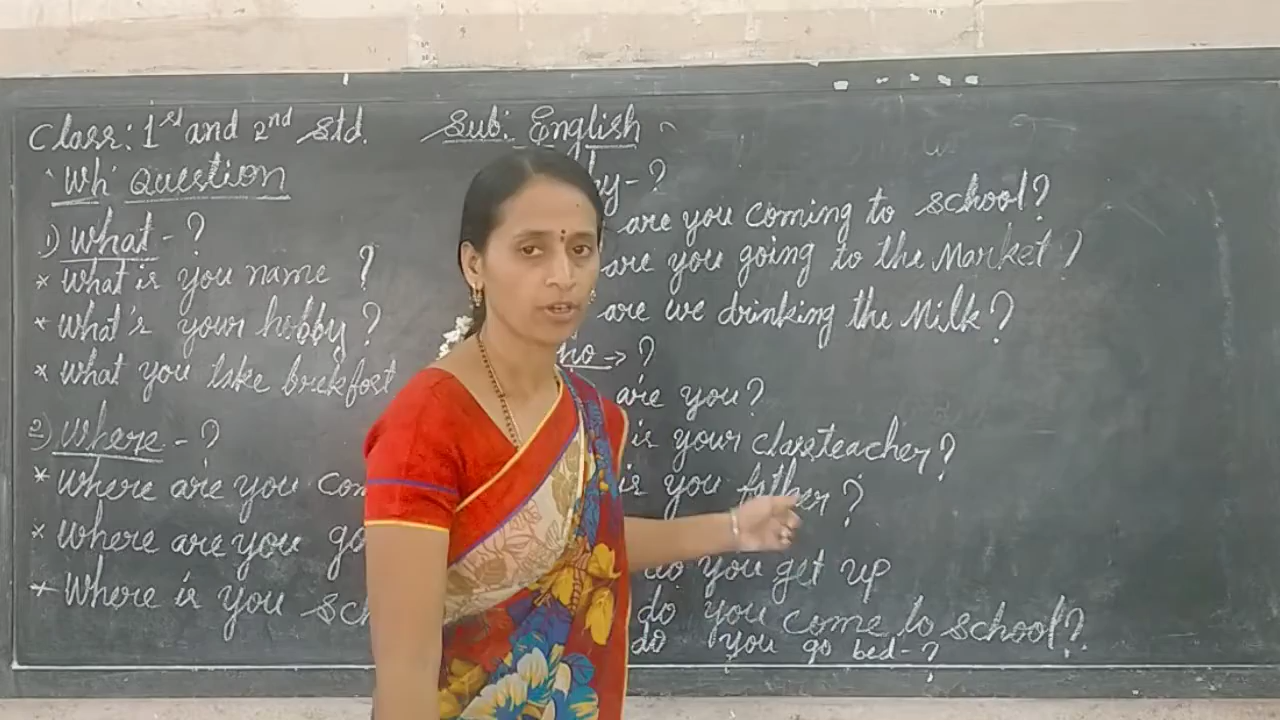 Class: 1st and 2nd Std.
Sub: English
'Wh' Question
1) What - ?
* What is you name ?
* What's your hobby ?
* What you like brekfost
2) Where - ?
* Where are you com
* Where are you go
* Where is you sch
hy - ?
are you coming to school?
are you going to the Market ?
are we drinking the Milk ?
ho → ?
are you?
is your classteacher?
is you father ?
do you get up
do you come to school?
do you go bed - ?